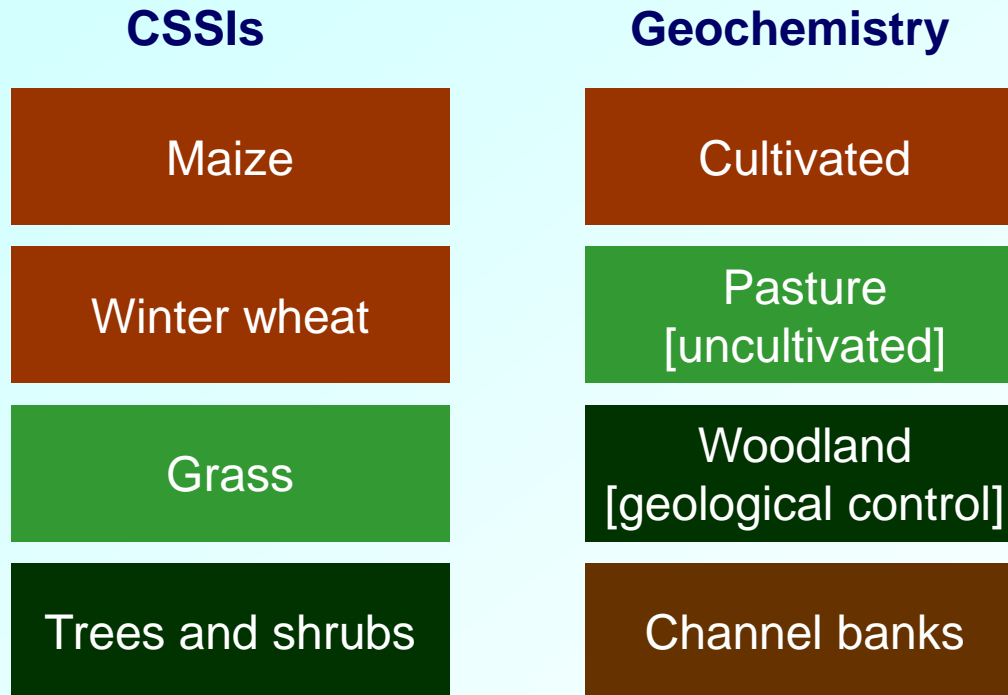 CSSIs
Maize
Winter wheat
Grass
Trees and shrubs
Geochemistry
Cultivated
Pasture
[uncultivated]
Woodland
[geological control]
Channel banks